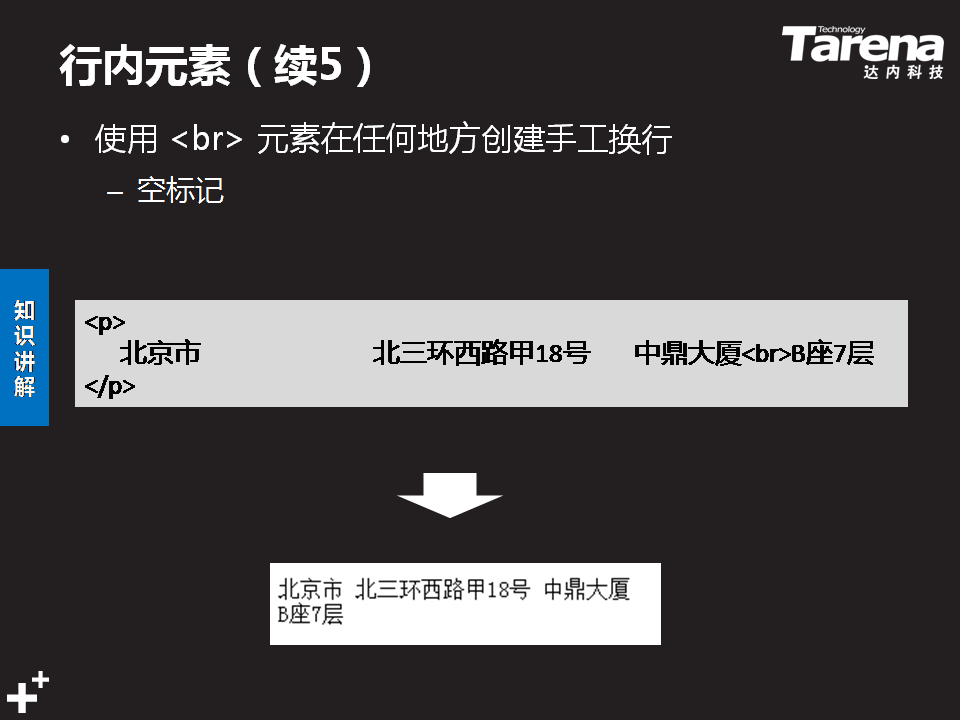 行内元素（续5）
Technology
Tarena
达内科技
• 使用 <br> 元素在任何地方创建手工换行
– 空标记
知识讲解
<p>
北京市 北三环西路甲18号 中鼎大厦<br>B座7层
</p>
北京市 北三环西路甲18号 中鼎大厦
B座7层